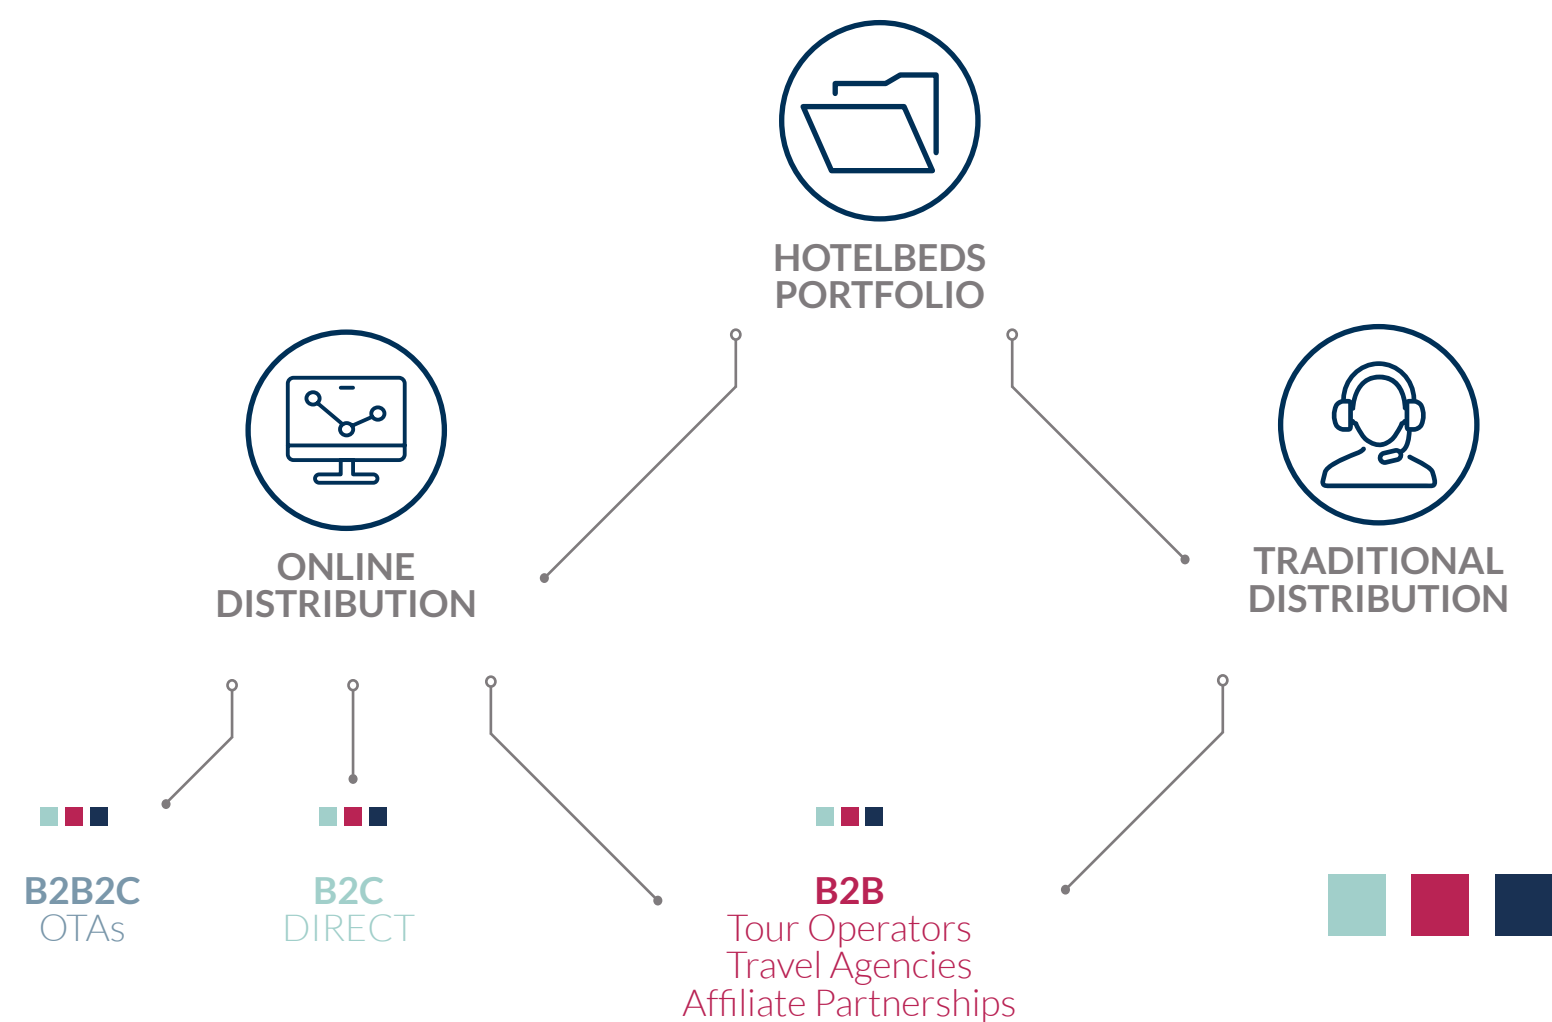 HOTELBEDS
PORTFOLIO
ONLINE
DISTRIBUTION
TRADITIONAL
DISTRIBUTION
B2B2C
OTAs
B2C
DIRECT
B2B
Tour Operators
Travel Agencies
Affiliate Partnerships